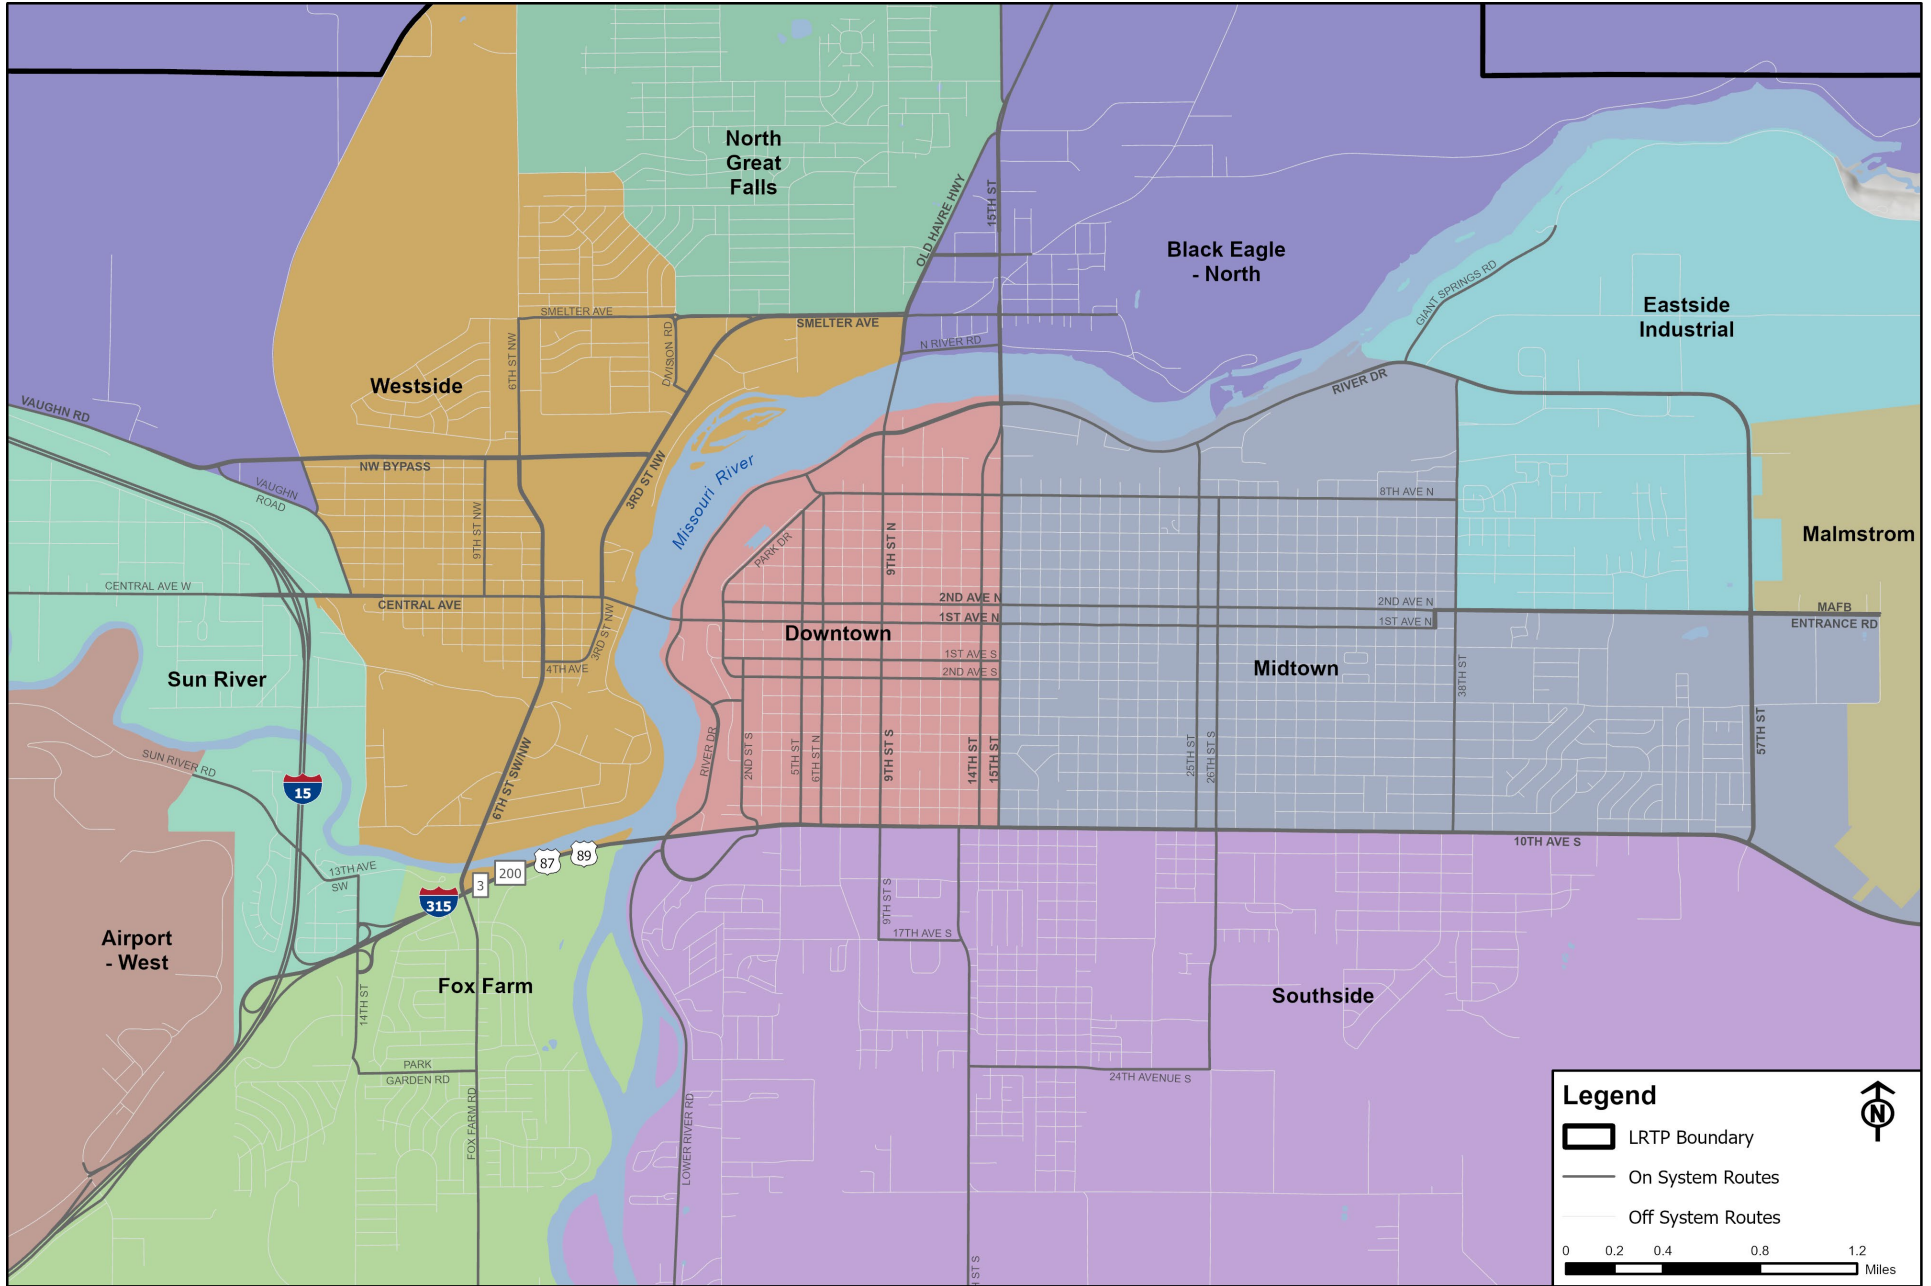 North
Great
Falls
OLD HAVRE HWY
15TH ST
Black Eagle
- North
GIANT SPRINGS RD
Eastside
Industrial
SMELTER AVE
SMELTER AVE
DIVISION RD
6TH ST NW
N RIVER RD
Westside
RIVER DR
VAUGHN RD
NW BYPASS
VAUGHN
ROAD
9TH ST NW
3RD ST NW
Missouri River
8TH AVE N
PARK DR
9TH ST N
Malmstrom
CENTRAL AVE W
CENTRAL AVE
2ND AVE N
2ND AVE N
1ST AVE N
1ST AVE N
MAFB
ENTRANCE RD
3RD ST NW
Downtown
4TH AVE
1ST AVE S
2ND AVE S
Midtown
38TH ST
Sun River
SUN RIVER RD
15
6TH ST SW/NW
RIVER DR
2ND ST S
5TH ST
6TH ST N
9TH ST S
14TH ST
15TH ST
25TH ST
26TH ST S
57TH ST
10TH AVE S
13TH AVE
SW
315
3
200
87
89
9TH ST S
17TH AVE S
Airport
- West
Fox Farm
Southside
14TH ST
PARK
GARDEN RD
FOX FARM RD
LOWER RIVER RD
24TH AVENUE S
H ST S
Legend
N
LRTP Boundary
On System Routes
Off System Routes
0 0.2 0.4 0.8 1.2
Miles